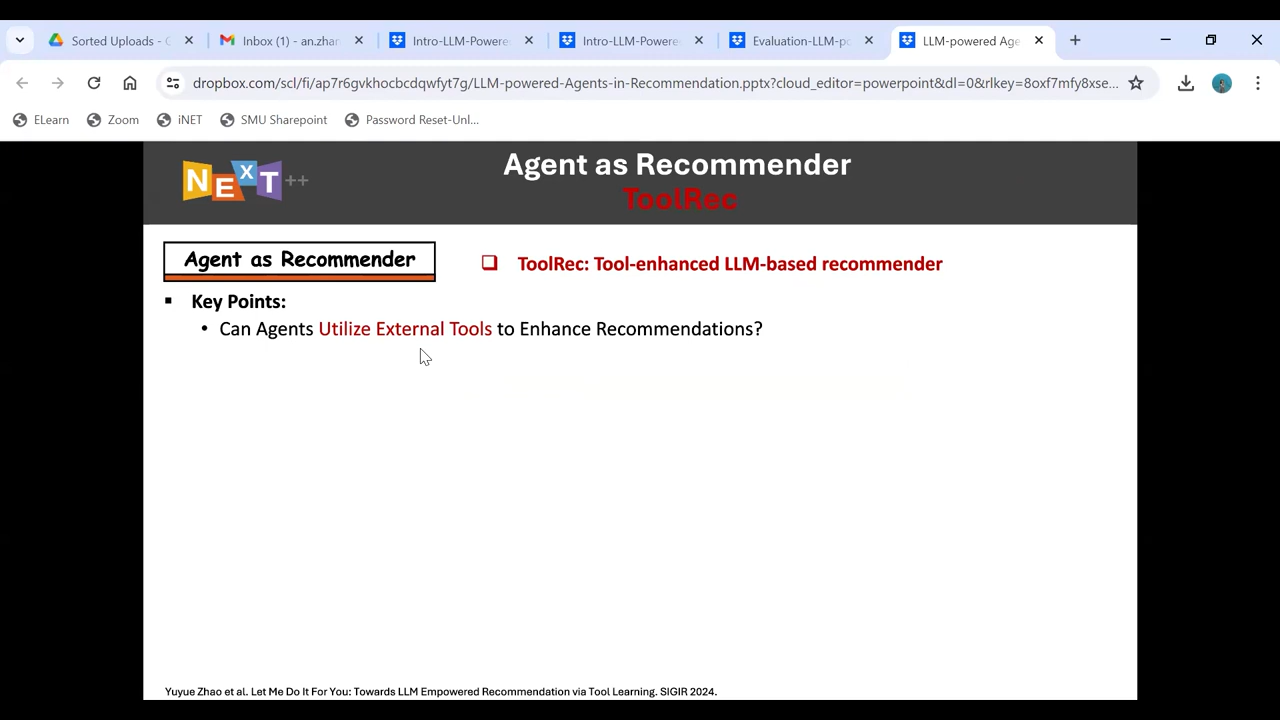 Sorted Uploads - G
Inbox (1) - an.zhan
Intro-LLM-Powere
Intro-LLM-Powere
Evaluation-LLM-po
LLM-powered Age
dropbox.com/scl/fi/ap7r6gvkhocbcdqwfyt7g/LLM-powered-Agents-in-Recommendation.pptx?cloud_editor=powerpoint&dl=0&rlkey=8oxf7mfy8xse...
ELearn
Zoom
iNET
SMU Sharepoint
Password Reset-Unl...
NExT++
Agent as Recommender
ToolRec
Agent as Recommender
ToolRec: Tool-enhanced LLM-based recommender
Key Points:
Can Agents Utilize External Tools to Enhance Recommendations?
Yuyue Zhao et al. Let Me Do It For You: Towards LLM Empowered Recommendation via Tool Learning. SIGIR 2024.